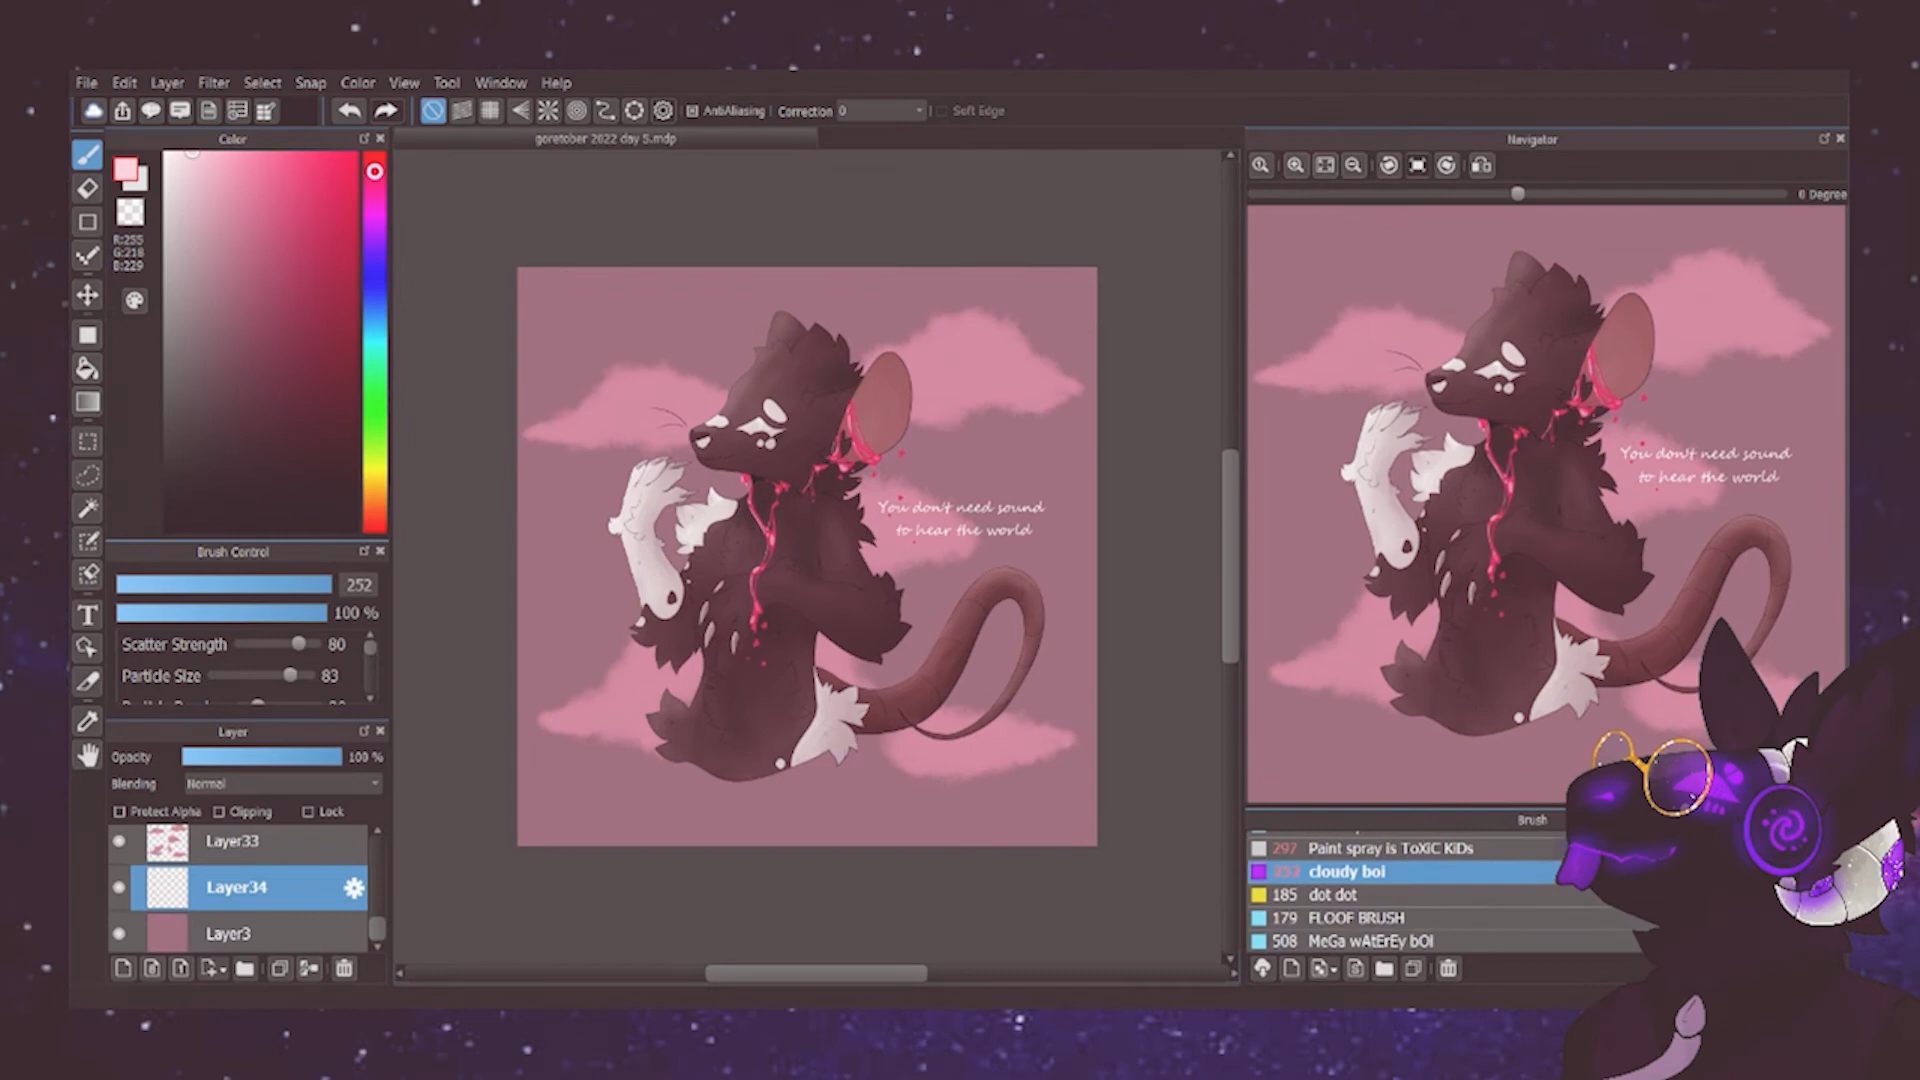 File Edit Layer Filter Select Snap Color View Tool Window Help
AntiAliasing Correction 0 Soft Edge
Color
goretober 2022 day 5.mdp
Navigator
0 Degree
R:255
G:218
B:229
You don't need sound
to hear the world
You don't need sound
to hear the world
Brush Control
252
100 %
Scatter Strength 80
Particle Size 83
Layer
Opacity 100 %
Blending Normal
Protect Alpha Clipping Lock
Layer33
Layer34
Layer3
Brush
297 Paint spray is ToXiC KiDs
252 cloudy boi
185 dot dot
179 FLOOF BRUSH
508 MeGa wAtErEy bOi
T